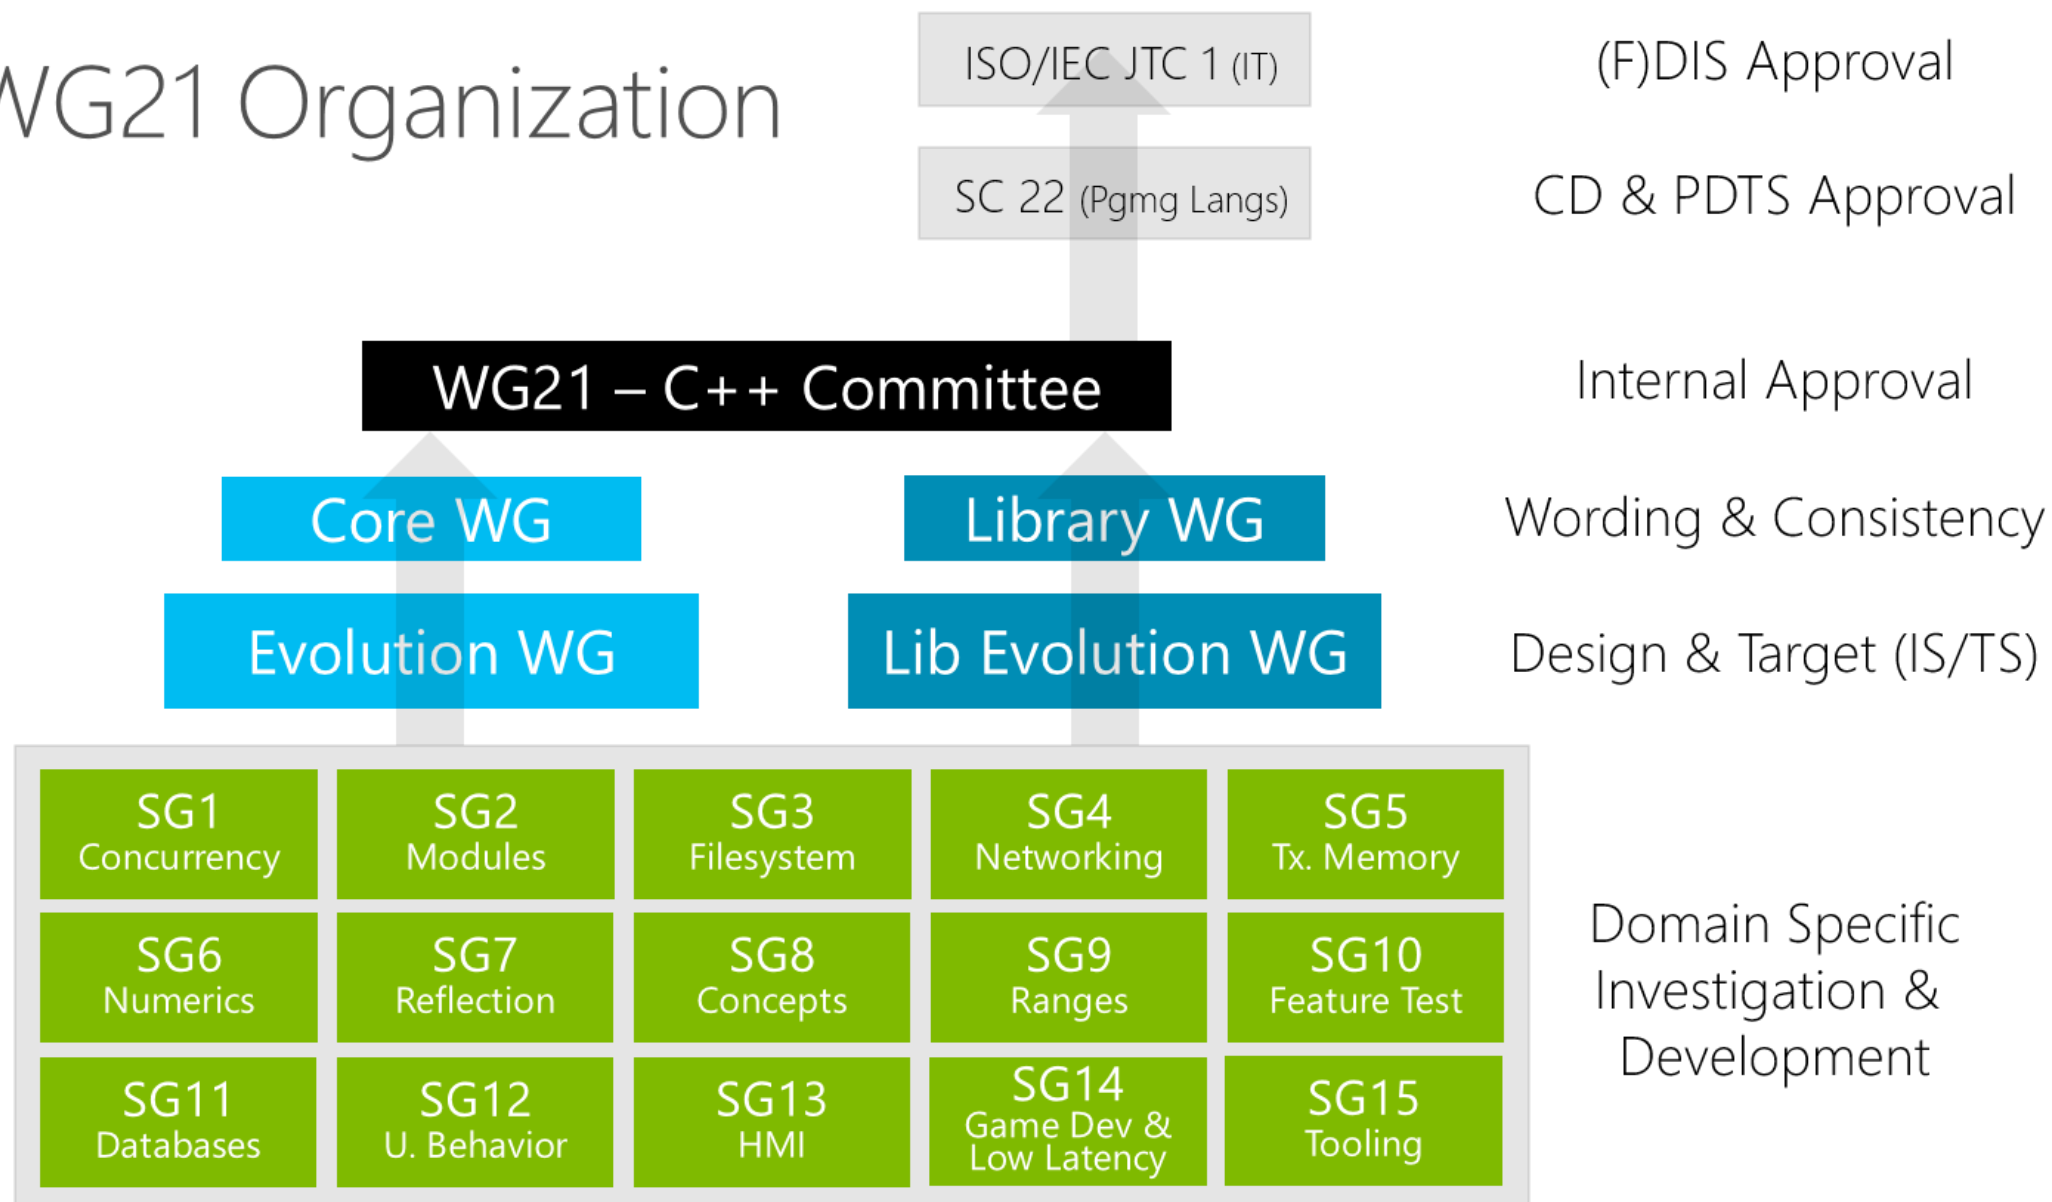 WG21 Organization
ISO/IEC JTC 1 (IT)
(F)DIS Approval
SC 22 (Pgmg Langs)
CD & PDTS Approval
WG21 – C++ Committee
Internal Approval
Core WG
Library WG
Wording & Consistency
Evolution WG
Lib Evolution WG
Design & Target (IS/TS)
SG1
Concurrency
SG2
Modules
SG3
Filesystem
SG4
Networking
SG5
Tx. Memory
SG6
Numerics
SG7
Reflection
SG8
Concepts
SG9
Ranges
SG10
Feature Test
SG11
Databases
SG12
U. Behavior
SG13
HMI
SG14
Game Dev &
Low Latency
SG15
Tooling
Domain Specific
Investigation &
Development